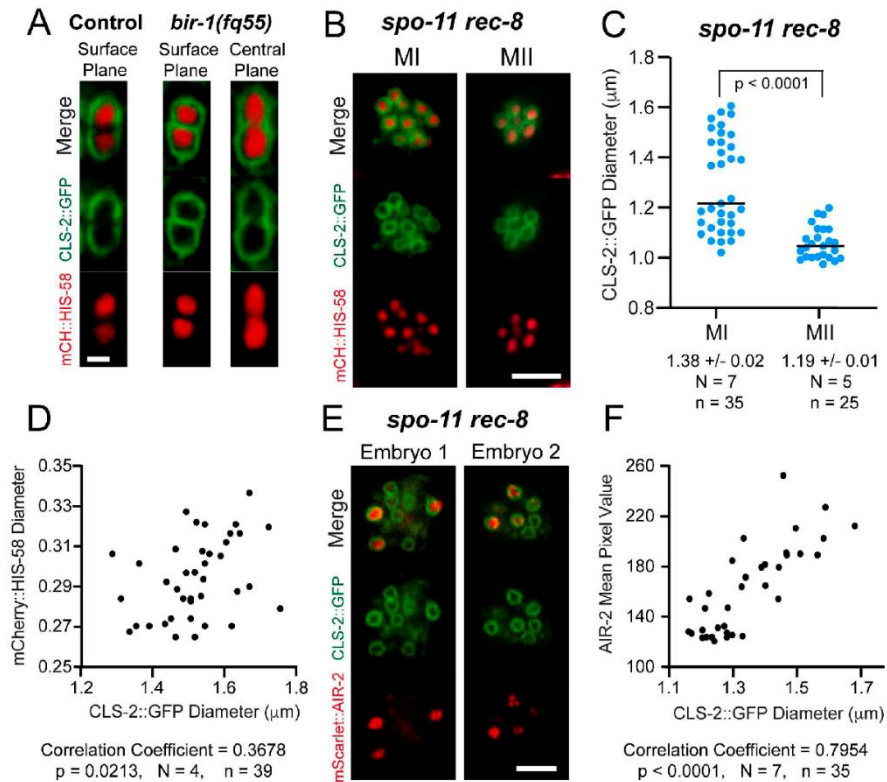 A
Control
bir-1(fq55)
Surface Plane
Surface Plane
Central Plane
Merge
CLS-2::GFP
mCH::HIS-58
B
spo-11 rec-8
MI
MII
Merge
CLS-2::GFP
mCH::HIS-58
C
spo-11 rec-8
p < 0.0001
CLS-2::GFP Diameter (μm)
1.8
1.6
1.4
1.2
1.0
0.8
MI
MII
1.38 +/- 0.02
1.19 +/- 0.01
N = 7
N = 5
n = 35
n = 25
D
mCherry::HIS-58 Diameter
0.35
0.33
0.31
0.29
0.27
0.25
1.2
1.4
1.6
1.8
CLS-2::GFP Diameter (μm)
Correlation Coefficient = 0.3678
p = 0.0213, N = 4, n = 39
E
spo-11 rec-8
Embryo 1
Embryo 2
Merge
CLS-2::GFP
mScarlet::AIR-2
F
AIR-2 Mean Pixel Value
260
220
180
140
100
1.1
1.3
1.5
1.7
CLS-2::GFP Diameter (μm)
Correlation Coefficient = 0.7954
p < 0.0001, N = 7, n = 35